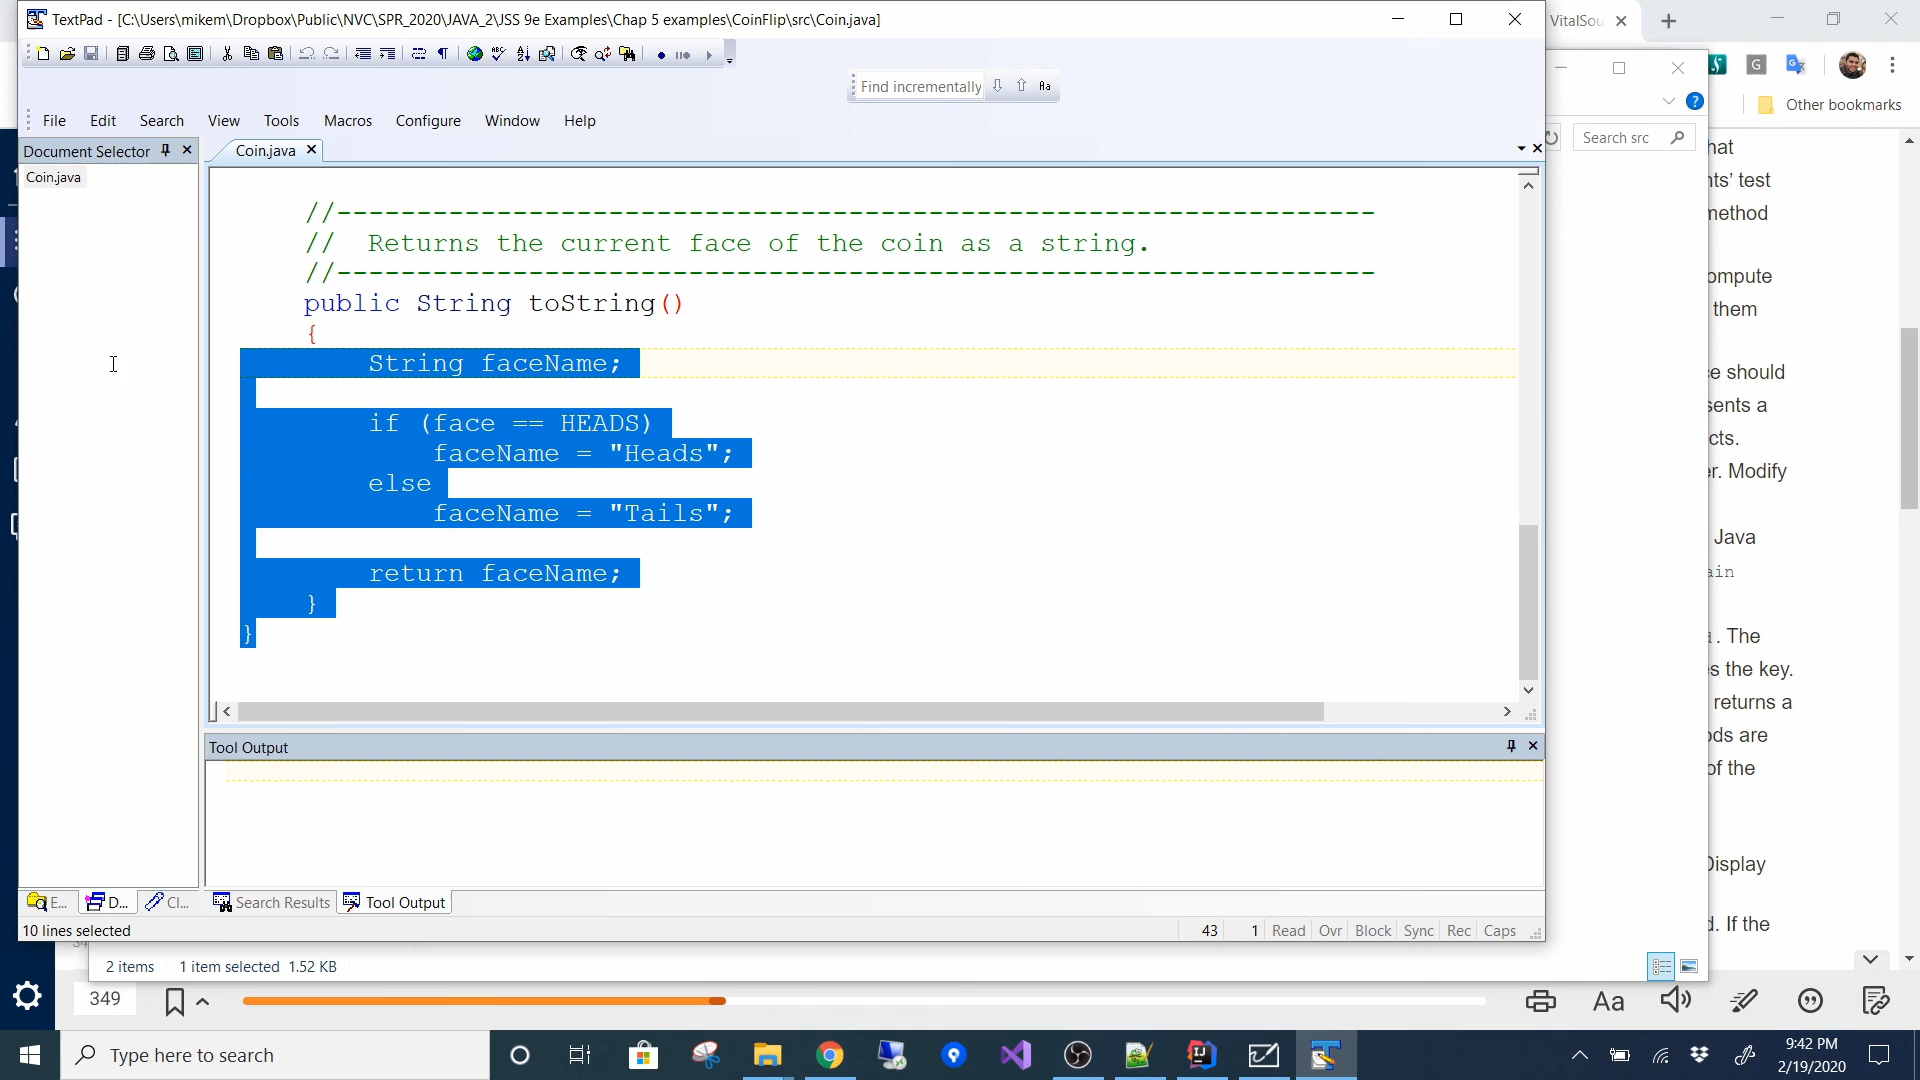 TextPad - [C:\Users\mikem\Dropbox\Public\NVC\SPR_2020\JAVA_2\JSS 9e Examples\Chap 5 examples\CoinFlip\src\Coin.java]
VitalSou
Find incrementally
Other bookmarks
File Edit Search View Tools Macros Configure Window Help
Search src
Document Selector
Coin.java
Coin.java
//-----------------------------------------------------------------
// Returns the current face of the coin as a string.
//-----------------------------------------------------------------
public String toString()
{
String faceName;
if (face == HEADS)
faceName = "Heads";
else
faceName = "Tails";
return faceName;
}
}
hat
nts’ test
method
ompute
them
ce should
sents a
cts.
er. Modify
Java
ain
. The
s the key.
returns a
ods are
of the
Display
d. If the
Tool Output
E... D... Cl... Search Results Tool Output
10 lines selected
43 1 Read Ovr Block Sync Rec Caps
2 items 1 item selected 1.52 KB
349
Aa
Type here to search
9:42 PM
2/19/2020